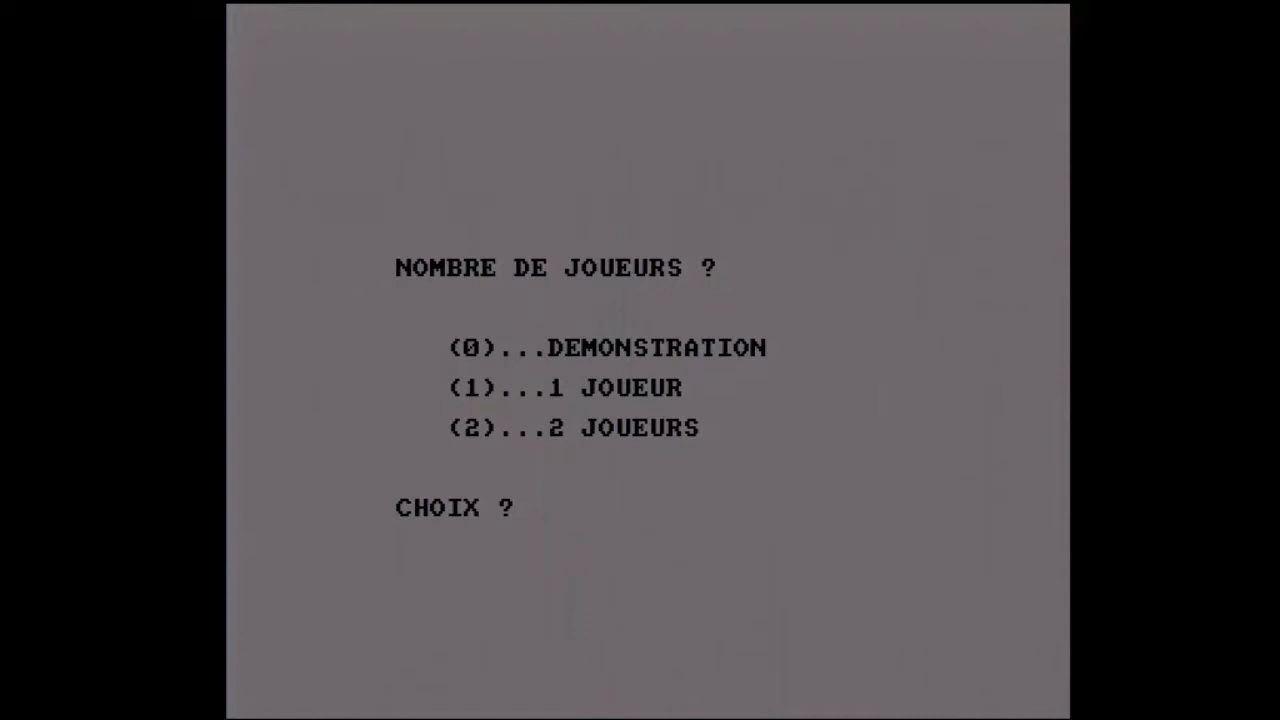 NOMBRE DE JOUEURS ?
(0)...DEMONSTRATION
(1)...1 JOUEUR
(2)...2 JOUEURS
CHOIX ?